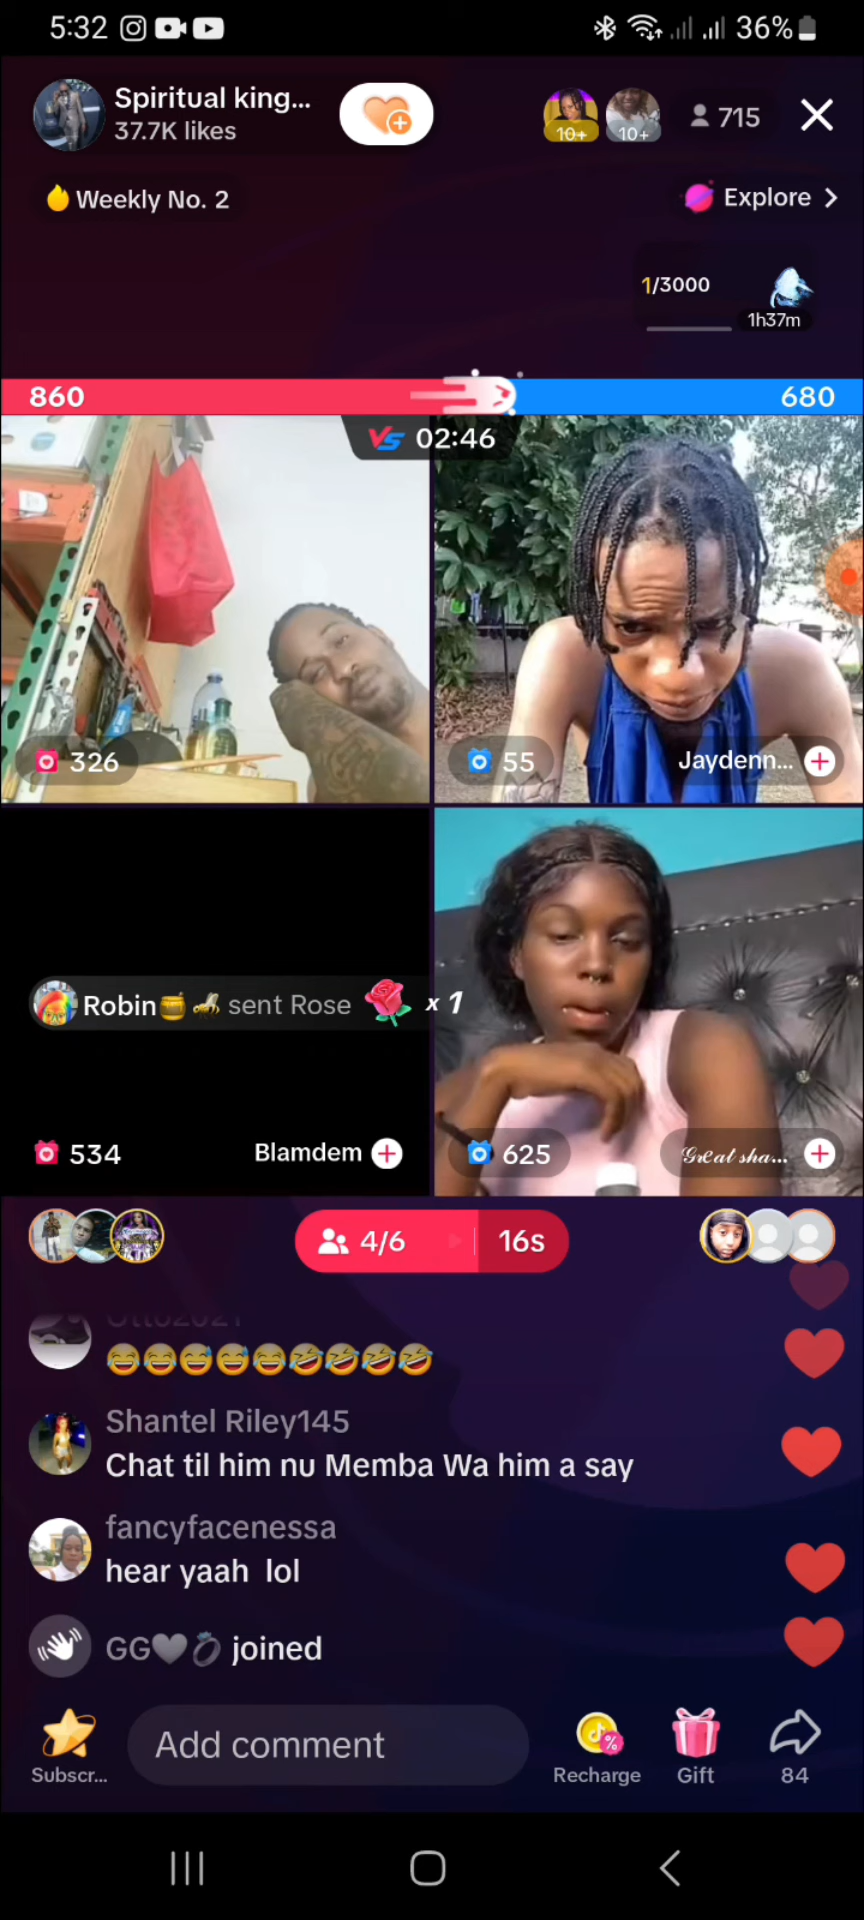 5:32 36%
Spiritual king...
37.7K likes
10+ 10+ 715
Weekly No. 2
Explore >
1/3000
1h37m
860 680
VS 02:46
326
55 Jaydenn...
Robin sent Rose x 1
534 Blamdem
625 𝒢𝓇𝑒𝒶𝓉 𝓈𝒽𝒶...
4/6 16s
😂😂😅😅😂🤣🤣🤣🤣
Shantel Riley145
Chat til him nu Memba Wa him a say
fancyfacenessa
hear yaah lol
GG🩶💍 joined
Add comment
Subscr... Recharge Gift 84